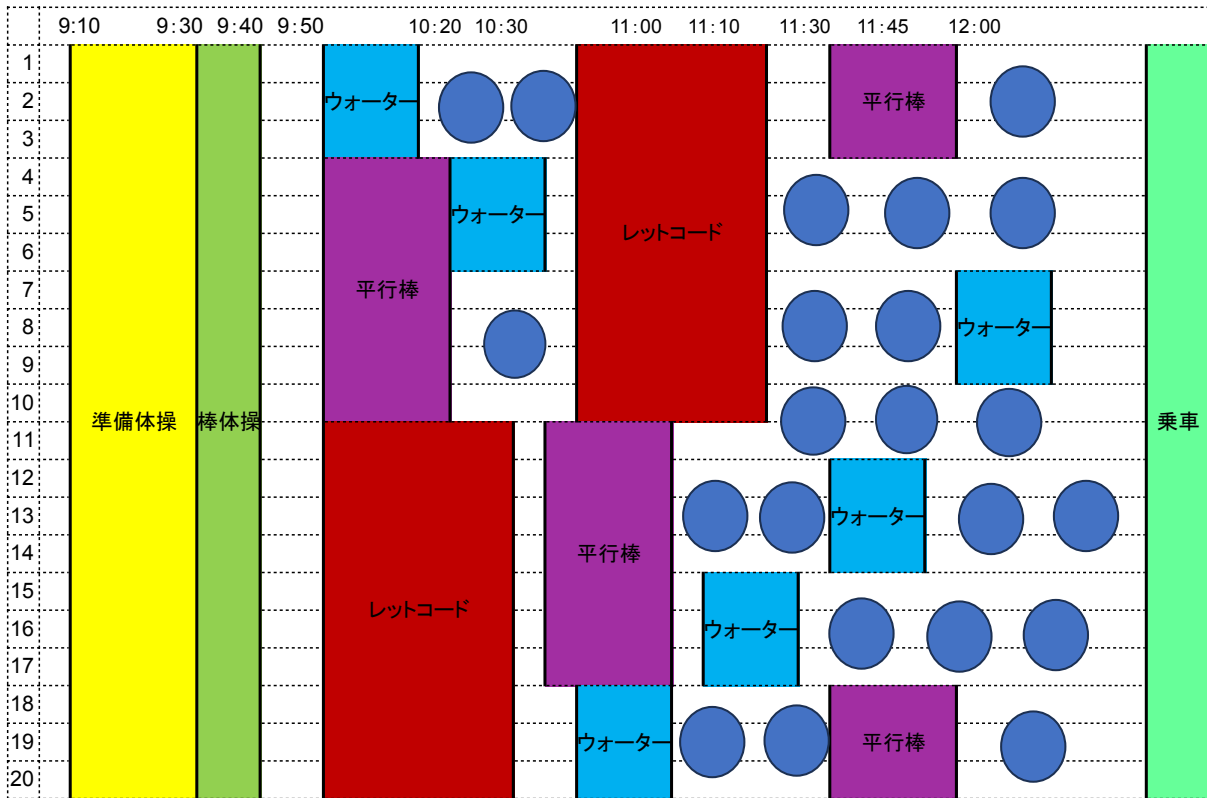 9:10 9:30 9:40 9:50 10:20 10:30 11:00 11:10 11:30 11:45 12:00
1
2 ウォーター 平行棒
3
4
5 ウォーター
6 レットコード
7 平行棒
8 ウォーター
9
10
準備体操 棒体操 乗車
11
12
13 ウォーター
14 平行棒
15
レットコード
16 ウォーター
17
18
19 ウォーター 平行棒
20